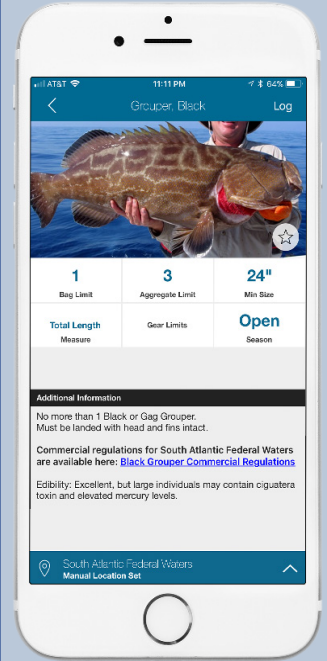 AT&T 11:11 PM 64%
Grouper, Black Log
1 3 24"
Bag Limit Aggregate Limit Min Size
Total Length Gear Limits Open
Measure Season
Additional Information
No more than 1 Black or Gag Grouper.
Must be landed with head and fins intact.
Commercial regulations for South Atlantic Federal Waters
are available here: Black Grouper Commercial Regulations
Edibility: Excellent, but large individuals may contain ciguatera
toxin and elevated mercury levels.
South Atlantic Federal Waters
Manual Location Set